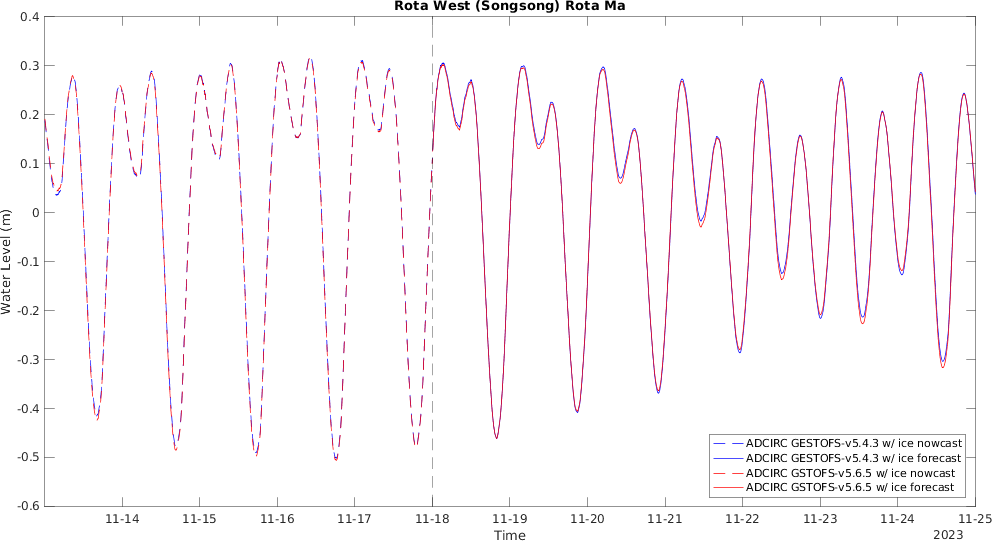 Rota West (Songsong) Rota Ma
0.4
0.3
0.2
0.1
0
-0.1
-0.2
-0.3
-0.4
-0.5
-0.6
Water Level (m)
ADCIRC GESTOFS-v5.4.3 w/ ice nowcast
ADCIRC GESTOFS-v5.4.3 w/ ice forecast
ADCIRC GSTOFS-v5.6.5 w/ ice nowcast
ADCIRC GSTOFS-v5.6.5 w/ ice forecast
11-14 11-15 11-16 11-17 11-18 11-19 11-20 11-21 11-22 11-23 11-24 11-25
Time
2023